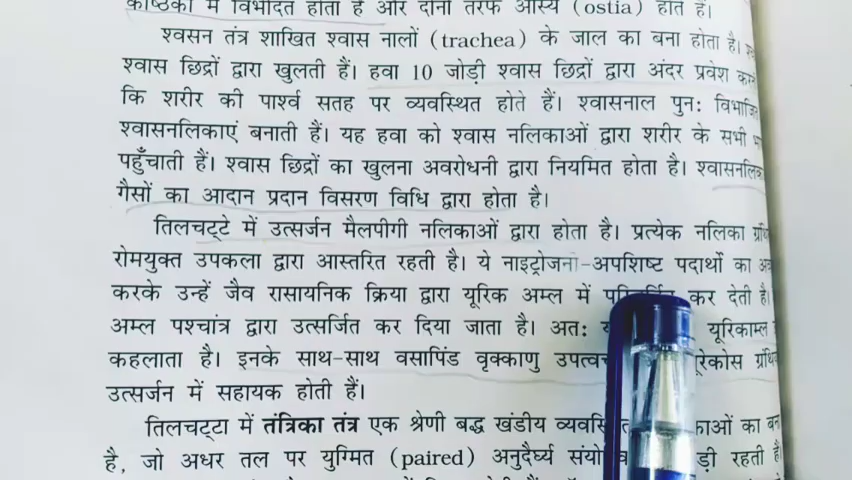 कोष्ठकों में विभेदित होता है और दोनों तरफ आस्य (ostia) होते हैं।
श्वसन तंत्र शाखित श्वास नालों (trachea) के जाल का बना होता है।
श्वास छिद्रों द्वारा खुलती हैं। हवा 10 जोड़ी श्वास छिद्रों द्वारा अंदर प्रवेश
कि शरीर की पार्श्व सतह पर व्यवस्थित होते हैं। श्वासनाल पुनः विभाजित
श्वासनलिकाएं बनाती हैं। यह हवा को श्वास नलिकाओं द्वारा शरीर के सभी
पहुँचाती हैं। श्वास छिद्रों का खुलना अवरोधनी द्वारा नियमित होता है।
गैसों का आदान प्रदान विसरण विधि द्वारा होता है।
तिलचट्टे में उत्सर्जन मैलपीगी नलिकाओं द्वारा होता है। प्रत्येक नलिका
रोमयुक्त उपकला द्वारा आस्तरित रहती है। ये नाइट्रोजनी-अपशिष्ट पदार्थो का
करके उन्हें जैव रासायनिक क्रिया द्वारा यूरिक अम्ल में कर देती है।
अम्ल पश्चांत्र द्वारा उत्सर्जित कर दिया जाता है। अतः यूरिकाम्ल
कहलाता है। इनके साथ-साथ वसापिंड वृक्काणु
उत्सर्जन में सहायक होती हैं।
तिलचट्टा में तंत्रिका तंत्र एक श्रेणी बद्ध खंडीय का
है, जो अधर तल पर युग्मित (paired) अनुदैर्घ्य रहती हैं